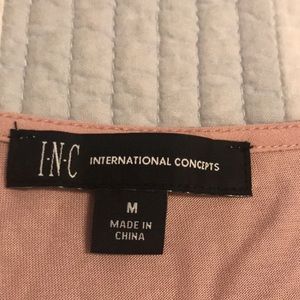 I·N·C INTERNATIONAL CONCEPTS
M
MADE IN
CHINA